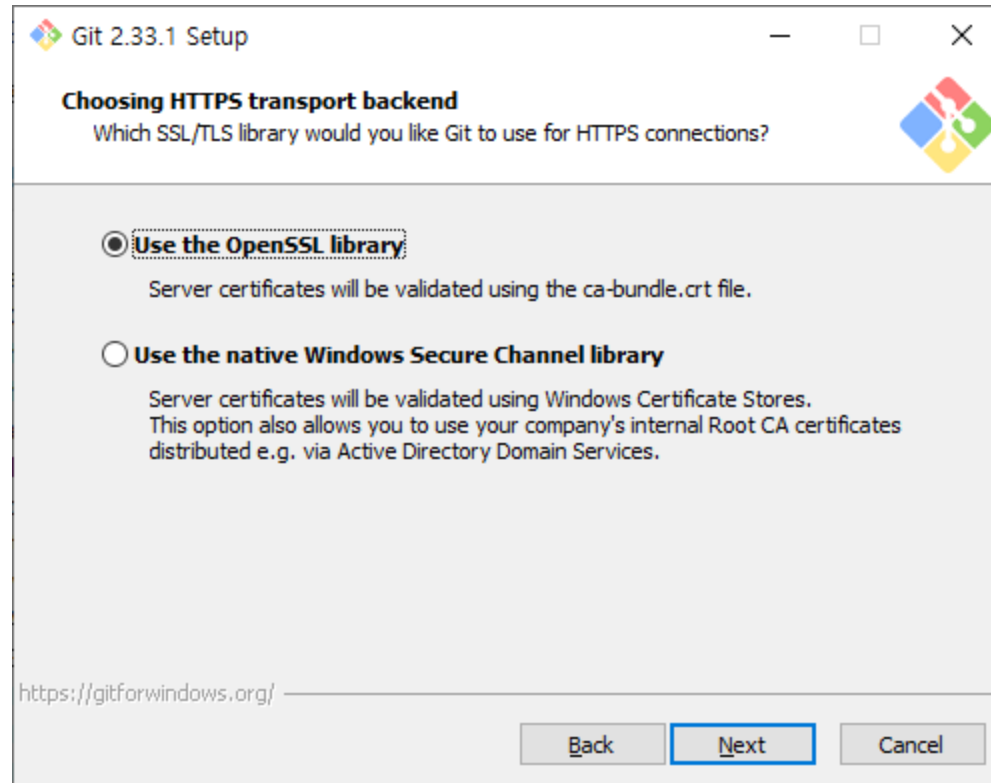 Git 2.33.1 Setup
Choosing HTTPS transport backend
Which SSL/TLS library would you like Git to use for HTTPS connections?
Use the OpenSSL library
Server certificates will be validated using the ca-bundle.crt file.
Use the native Windows Secure Channel library
Server certificates will be validated using Windows Certificate Stores.
This option also allows you to use your company's internal Root CA certificates
distributed e.g. via Active Directory Domain Services.
https://gitforwindows.org/
Back
Next
Cancel